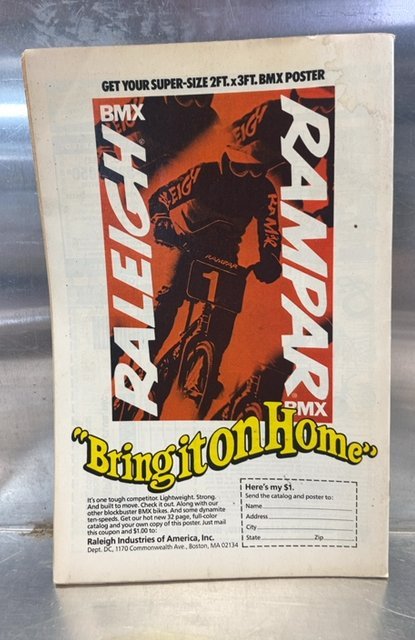 GET YOUR SUPER-SIZE 2FT. x 3FT. BMX POSTER
BMX
RALEIGH
RAMPAR
BMX
RALEIGH
RAMPAR
1
"Bring it on Home"
It's one tough competitor. Lightweight. Strong.
And built to move. Check it out. Along with our
other blockbuster BMX bikes. And some dynamite
ten-speeds. Get our hot new 32 page, full-color
catalog and your own copy of this poster. Just mail
this coupon and $1.00 to:
Raleigh Industries of America, Inc.
Dept. DC, 1170 Commonwealth Ave., Boston, MA 02134
Here's my $1.
Send the catalog and poster to:
Name
Address
City
State Zip